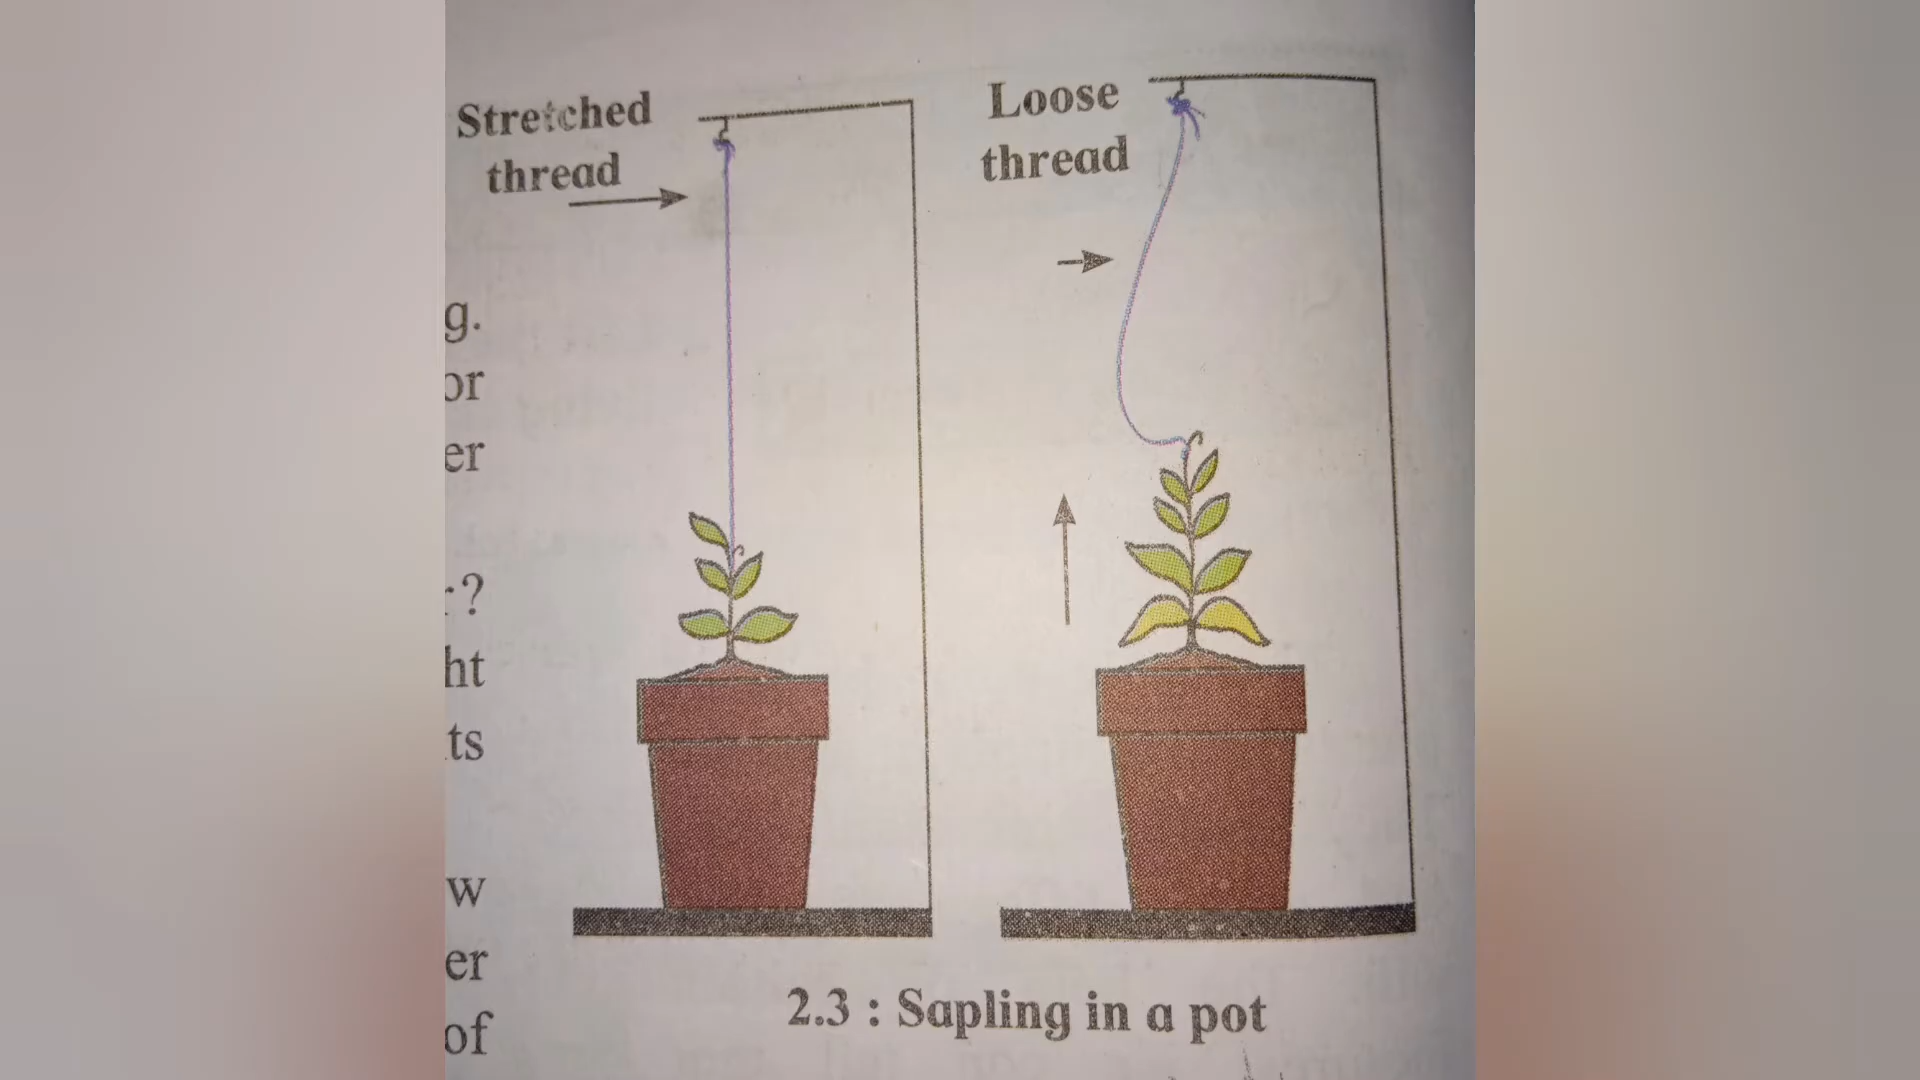 Stretched
thread
Loose
thread
g.
or
er
?
ht
ts
w
er
of
2.3 : Sapling in a pot